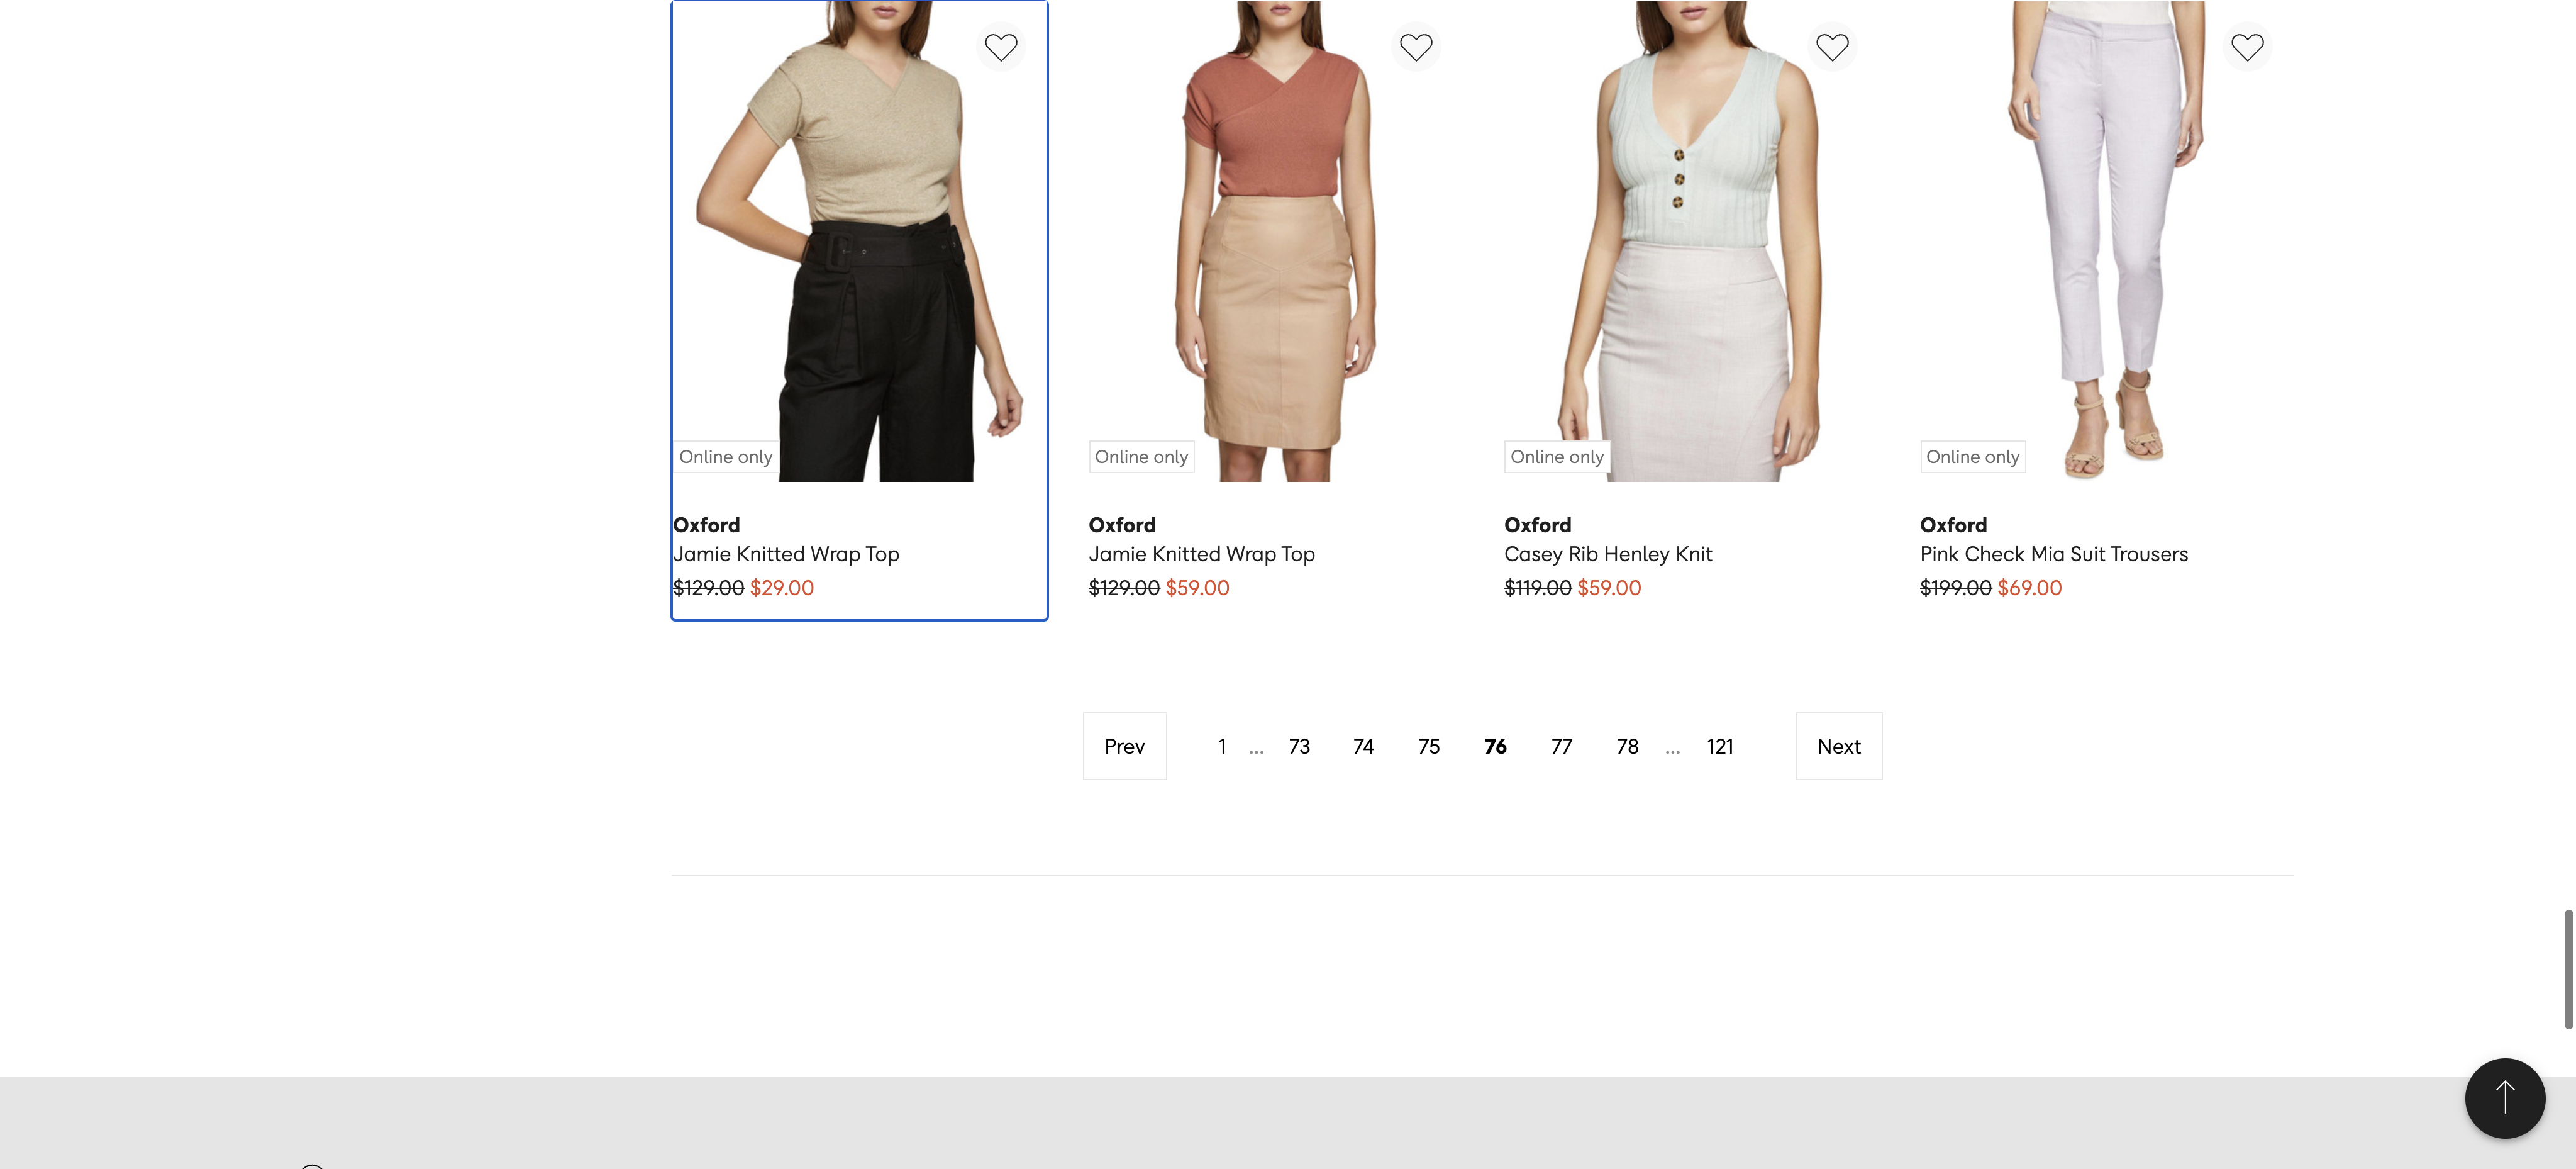 Online only
Online only
Online only
Online only
Oxford
Jamie Knitted Wrap Top
$129.00 $29.00
Oxford
Jamie Knitted Wrap Top
$129.00 $59.00
Oxford
Casey Rib Henley Knit
$119.00 $59.00
Oxford
Pink Check Mia Suit Trousers
$199.00 $69.00
Prev 1 ... 73 74 75 76 77 78 ... 121 Next